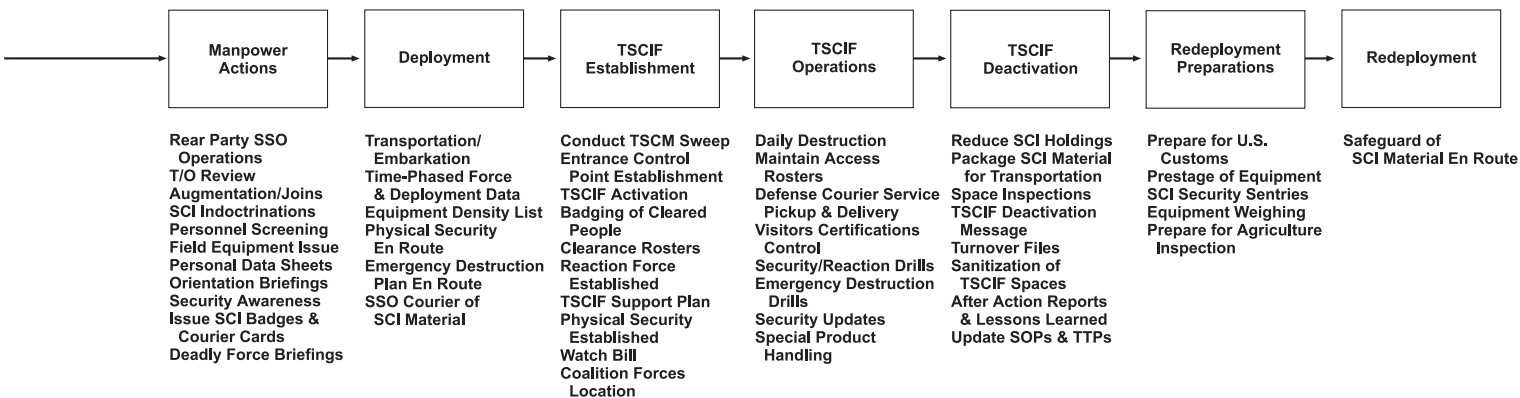 Manpower
Actions
Deployment
TSCIF
Establishment
TSCIF
Operations
TSCIF
Deactivation
Redeployment
Preparations
Redeployment
Rear Party SSO
Operations
T/O Review
Augmentation/Joins
SCI Indoctrinations
Personnel Screening
Field Equipment Issue
Personal Data Sheets
Orientation Briefings
Security Awareness
Issue SCI Badges &
Courier Cards
Deadly Force Briefings
Transportation/
Embarkation
Time-Phased Force
& Deployment Data
Equipment Density List
Physical Security
En Route
Emergency Destruction
Plan En Route
SSO Courier of
SCI Material
Conduct TSCM Sweep
Entrance Control
Point Establishment
TSCIF Activation
Badging of Cleared
People
Clearance Rosters
Reaction Force
Established
TSCIF Support Plan
Physical Security
Established
Watch Bill
Coalition Forces
Location
Daily Destruction
Maintain Access
Rosters
Defense Courier Service
Pickup & Delivery
Visitors Certifications
Control
Security/Reaction Drills
Emergency Destruction
Drills
Security Updates
Special Product
Handling
Reduce SCI Holdings
Package SCI Material
for Transportation
Space Inspections
TSCIF Deactivation
Message
Turnover Files
Sanitization of
TSCIF Spaces
After Action Reports
& Lessons Learned
Update SOPs & TTPs
Prepare for U.S.
Customs
Prestage of Equipment
SCI Security Sentries
Equipment Weighing
Prepare for Agriculture
Inspection
Safeguard of
SCI Material En Route